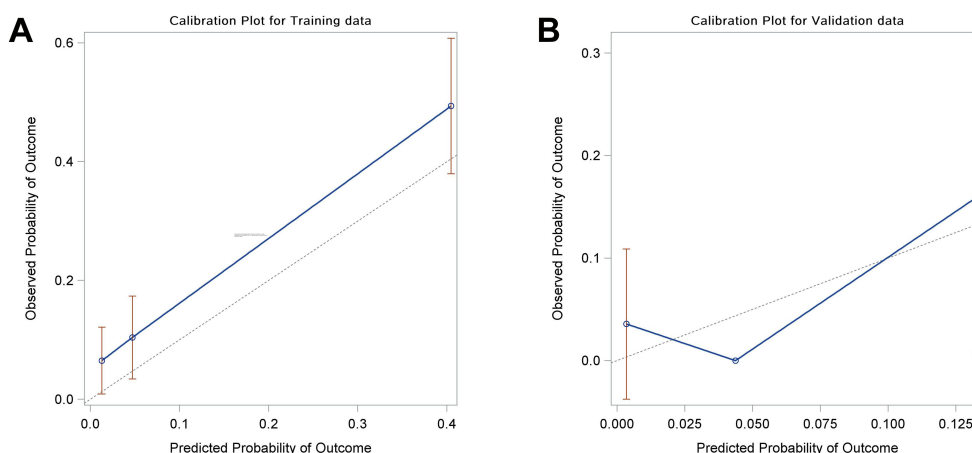 A
Calibration Plot for Training data
Observed Probability of Outcome
0.6
0.4
0.2
0.0
0.0 0.1 0.2 0.3 0.4
Predicted Probability of Outcome
B
Calibration Plot for Validation data
Observed Probability of Outcome
0.3
0.2
0.1
0.0
0.000 0.025 0.050 0.075 0.100 0.125
Predicted Probability of Outcome